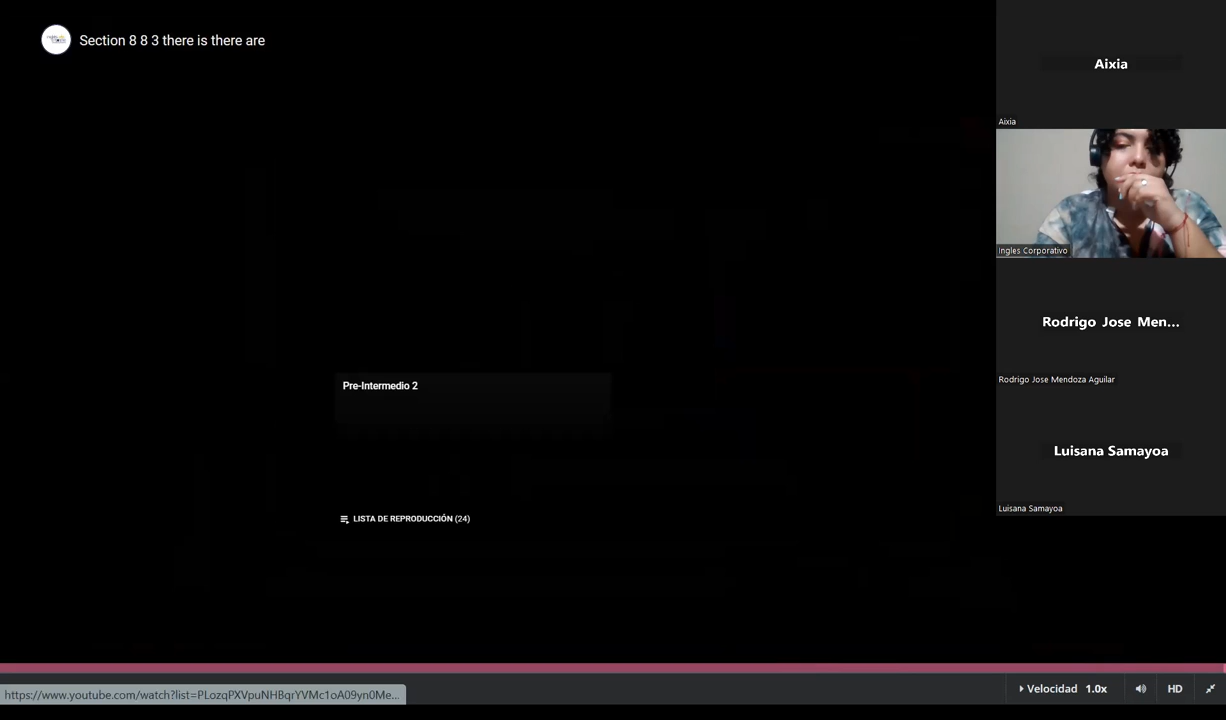 Section 8 8 3 there is there are
Aixia
Aixia
Ingles Corporativo
Rodrigo Jose Men...
Rodrigo Jose Mendoza Aguilar
Luisana Samayoa
Luisana Samayoa
Pre-Intermedio 2
LISTA DE REPRODUCCIÓN (24)
https://www.youtube.com/watch?list=PLozqPXVpuNHBqrYVMc1oA09yn0Me...
Velocidad 1.0x
HD